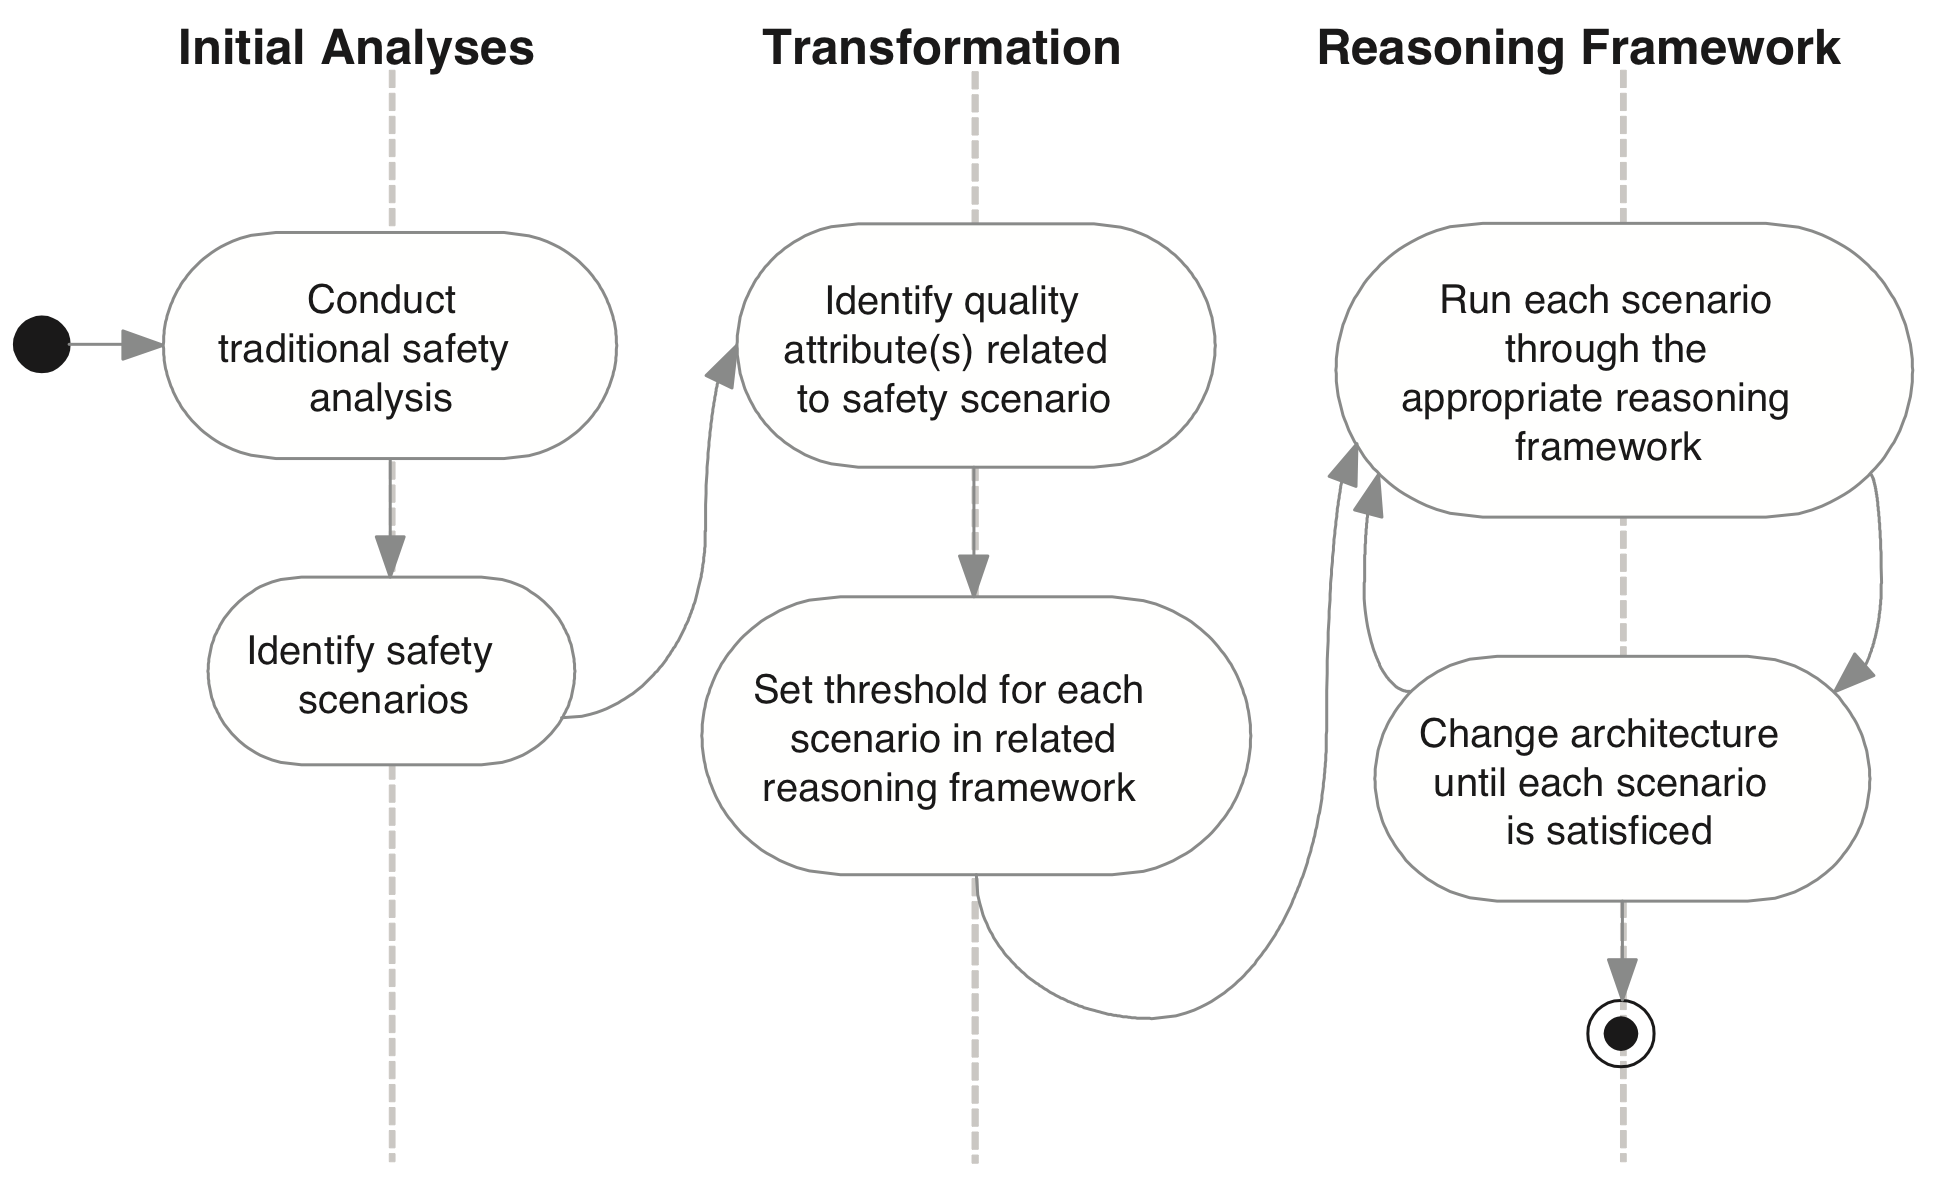 Initial Analyses
Transformation
Reasoning Framework
Conduct
traditional safety
analysis
Identify safety
scenarios
Identify quality
attribute(s) related
to safety scenario
Set threshold for each
scenario in related
reasoning framework
Run each scenario
through the
appropriate reasoning
framework
Change architecture
until each scenario
is satisficed